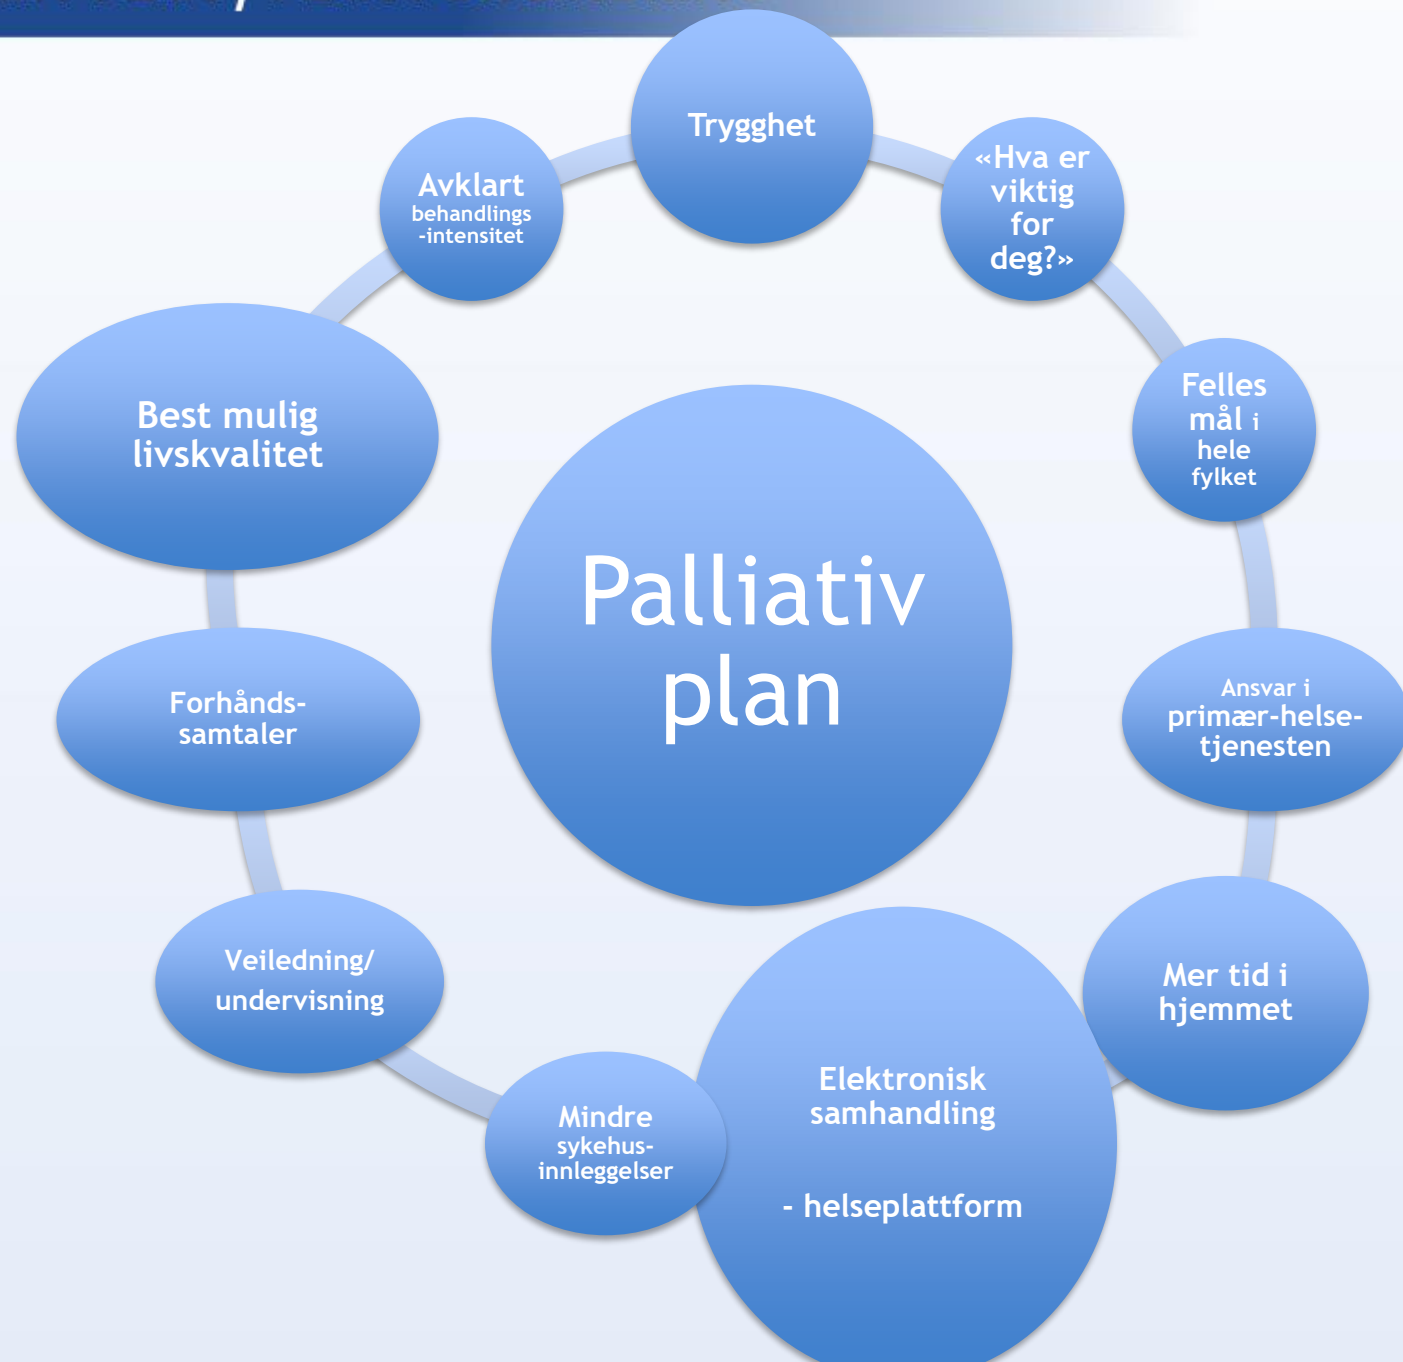 Trygghet
«Hva er
viktig
for
deg?»
Felles
mål i
hele
fylket
Ansvar i
primær-helse-
tjenesten
Mer tid i
hjemmet
Elektronisk
samhandling
- helseplattform
Mindre
sykehus-
innleggelser
Veiledning/
undervisning
Forhånds-
samtaler
Best mulig
livskvalitet
Avklart
behandlings
-intensitet
Palliativ
plan